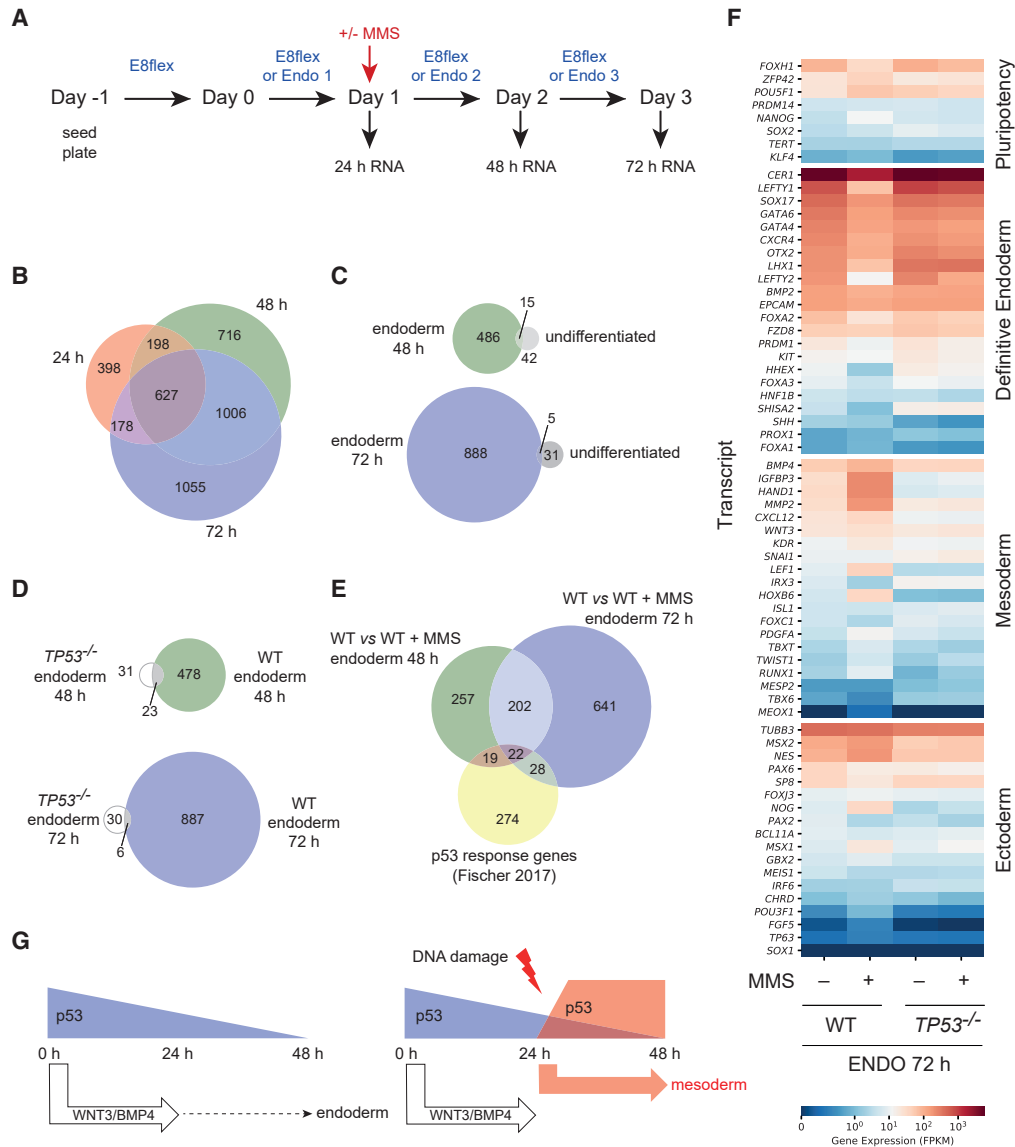 A
+/- MMS
E8flex
E8flex
or Endo 1
E8flex
or Endo 2
E8flex
or Endo 3
Day -1
Day 0
Day 1
Day 2
Day 3
seed
plate
24 h RNA
48 h RNA
72 h RNA
B
48 h
24 h
716
198
398
627
1006
178
1055
72 h
C
15
endoderm
48 h
486
undifferentiated
42
endoderm
72 h
888
5
31
undifferentiated
D
TP53-/-
endoderm
48 h
31
23
478
WT
endoderm
48 h
TP53-/-
endoderm
72 h
30
6
887
WT
endoderm
72 h
E
WT vs WT + MMS
endoderm 48 h
WT vs WT + MMS
endoderm 72 h
257
202
641
19
22
28
274
p53 response genes
(Fischer 2017)
F
Transcript
Pluripotency
FOXH1
ZFP42
POU5F1
PRDM14
NANOG
SOX2
TERT
KLF4
Definitive Endoderm
CER1
LEFTY1
SOX17
GATA6
GATA4
CXCR4
OTX2
LHX1
LEFTY2
BMP2
EPCAM
FOXA2
FZD8
PRDM1
KIT
HHEX
FOXA3
HNF1B
SHISA2
SHH
PROX1
FOXA1
Mesoderm
BMP4
IGFBP3
HAND1
MMP2
CXCL12
WNT3
KDR
SNAI1
LEF1
IRX3
HOXB6
ISL1
FOXC1
PDGFA
TBXT
TWIST1
RUNX1
MESP2
TBX6
MEOX1
Ectoderm
TUBB3
MSX2
NES
PAX6
SP8
FOXJ3
NOG
PAX2
BCL11A
MSX1
GBX2
MEIS1
IRF6
CHRD
POU3F1
FGF5
TP63
SOX1
MMS – + – +
WT TP53-/-
ENDO 72 h
0 10⁰ 10¹ 10² 10³
Gene Expression (FPKM)
G
p53
0 h 24 h 48 h
WNT3/BMP4
endoderm
DNA damage
p53
p53
0 h 24 h 48 h
WNT3/BMP4
mesoderm